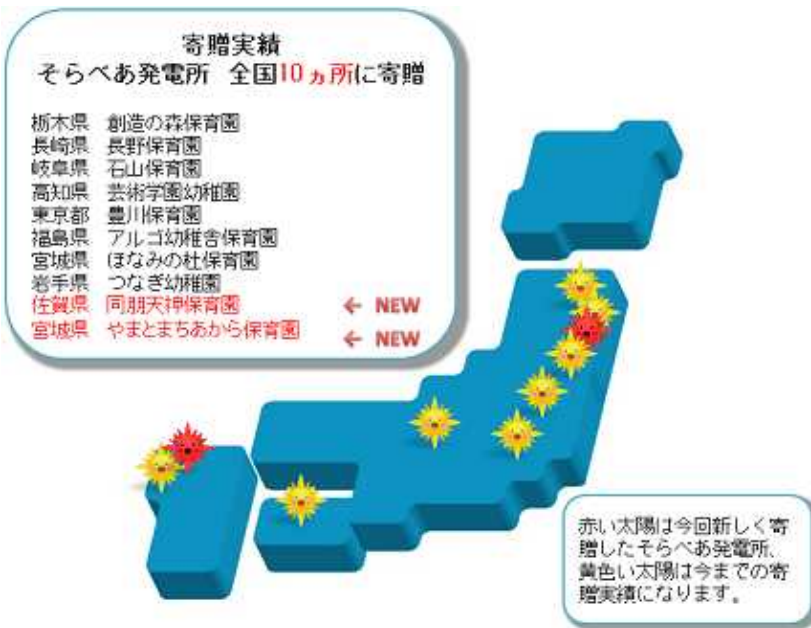 寄贈実績
そらべあ発電所 全国10ヵ所に寄贈
栃木県 創造の森保育園
長崎県 長野保育園
岐阜県 石山保育園
高知県 芸術学園幼稚園
東京都 豊川保育園
福島県 アルゴ幼稚舎保育園
宮城県 ほなみの杜保育園
岩手県 つなぎ幼稚園
佐賀県 同朋天神保育園 ← NEW
宮城県 やまとまちあから保育園 ← NEW
赤い太陽は今回新しく寄
贈したそらべあ発電所、
黄色い太陽は今までの寄
贈実績になります。